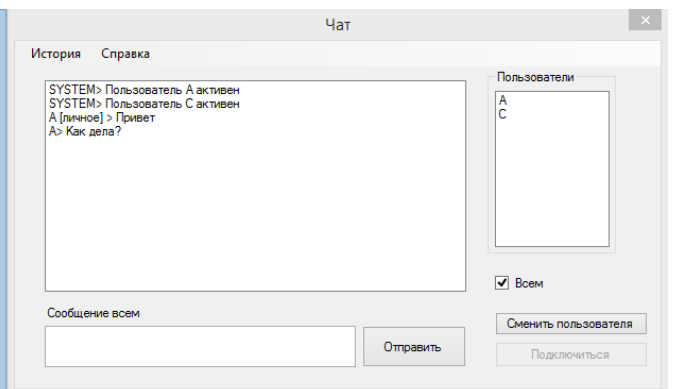 Чат
История Справка
SYSTEM> Пользователь A активен
SYSTEM> Пользователь C активен
A [личное] > Привет
A> Как дела?
Пользователи
A
C
Всем
Сообщение всем
Отправить
Сменить пользователя
Подключиться